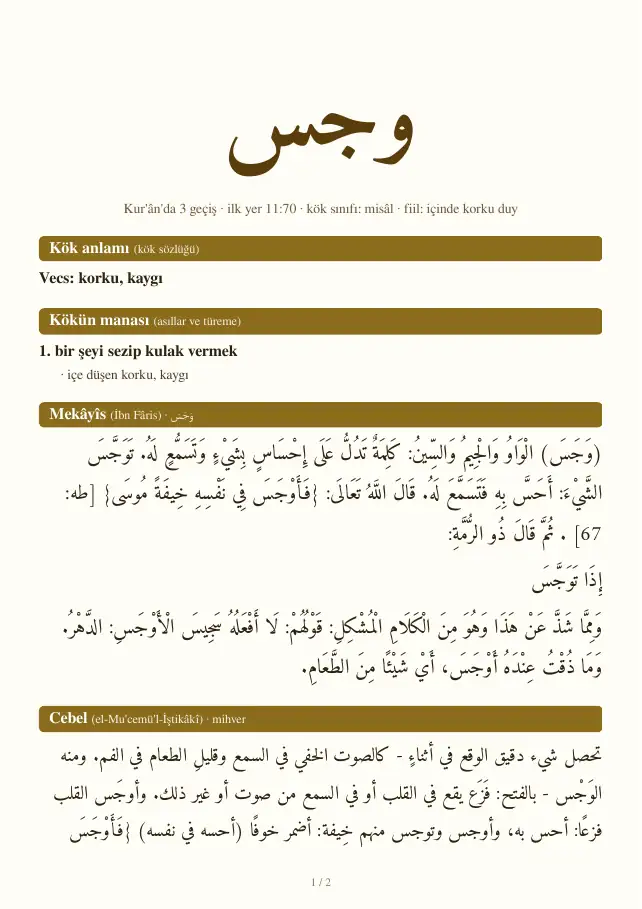 وجس
Kur'ân'da 3 geçiş · ilk yer 11:70 · kök sınıfı: misâl · fiil: içinde korku duy
Kök anlamı (kök sözlüğü)
Vecs: korku, kaygı
Kökün manası (asıllar ve türeme)
1. bir şeyi sezip kulak vermek
· içe düşen korku, kaygı
Mekâyîs (İbn Fâris) · وَجَسَ
(وَجَسَ) الْوَاوُ وَالْجِيمُ وَالسِّينُ: كَلِمَةٌ تَدُلُّ عَلَى إِحْسَاسٍ بِشَيْءٍ وَتَسَمُّعٍ لَهُ. تَوَجَّسَ
الشَّيْءَ: أَحَسَّ بِهِ فَتَسَمَّعَ لَهُ. قَالَ اللَّهُ تَعَالَى: {فَأَوْجَسَ فِي نَفْسِهِ خِيفَةً مُوسَى} [طه:
67] . ثُمَّ قَالَ ذُو الرُّمَّةِ:
إِذَا تَوَجَّسَ
وَمِمَّا شَذَّ عَنْ هَذَا وَهُوَ مِنَ الْكَلَامِ الْمُشْكِلِ: قَوْلُهُمْ: لَا أَفْعَلُهُ سَجِيسَ الْأَوْجَسِ: الدَّهْرُ.
وَمَا ذُقْتُ عِنْدَهُ أَوْجَسَ، أَيْ شَيْئًا مِنَ الطَّعَامِ.
Cebel (el-Mu'cemü'l-İştikâkî) · mihver
تحصل شيء دقيق الوقع في أثناءٍ - كالصوت الخفي في السمع وقليلِ الطعام في الفم. ومنه
الوَجْس - بالفتح: فَزَع يقع في القلب أو في السمع من صوت أو غير ذلك. وأوجَس القلب
فزعًا: أحس به، وأوجس وتوجس منهم خِيفة: أضمر خوفًا (أحسه في نفسه) {فَأَوْجَسَ
1 / 2